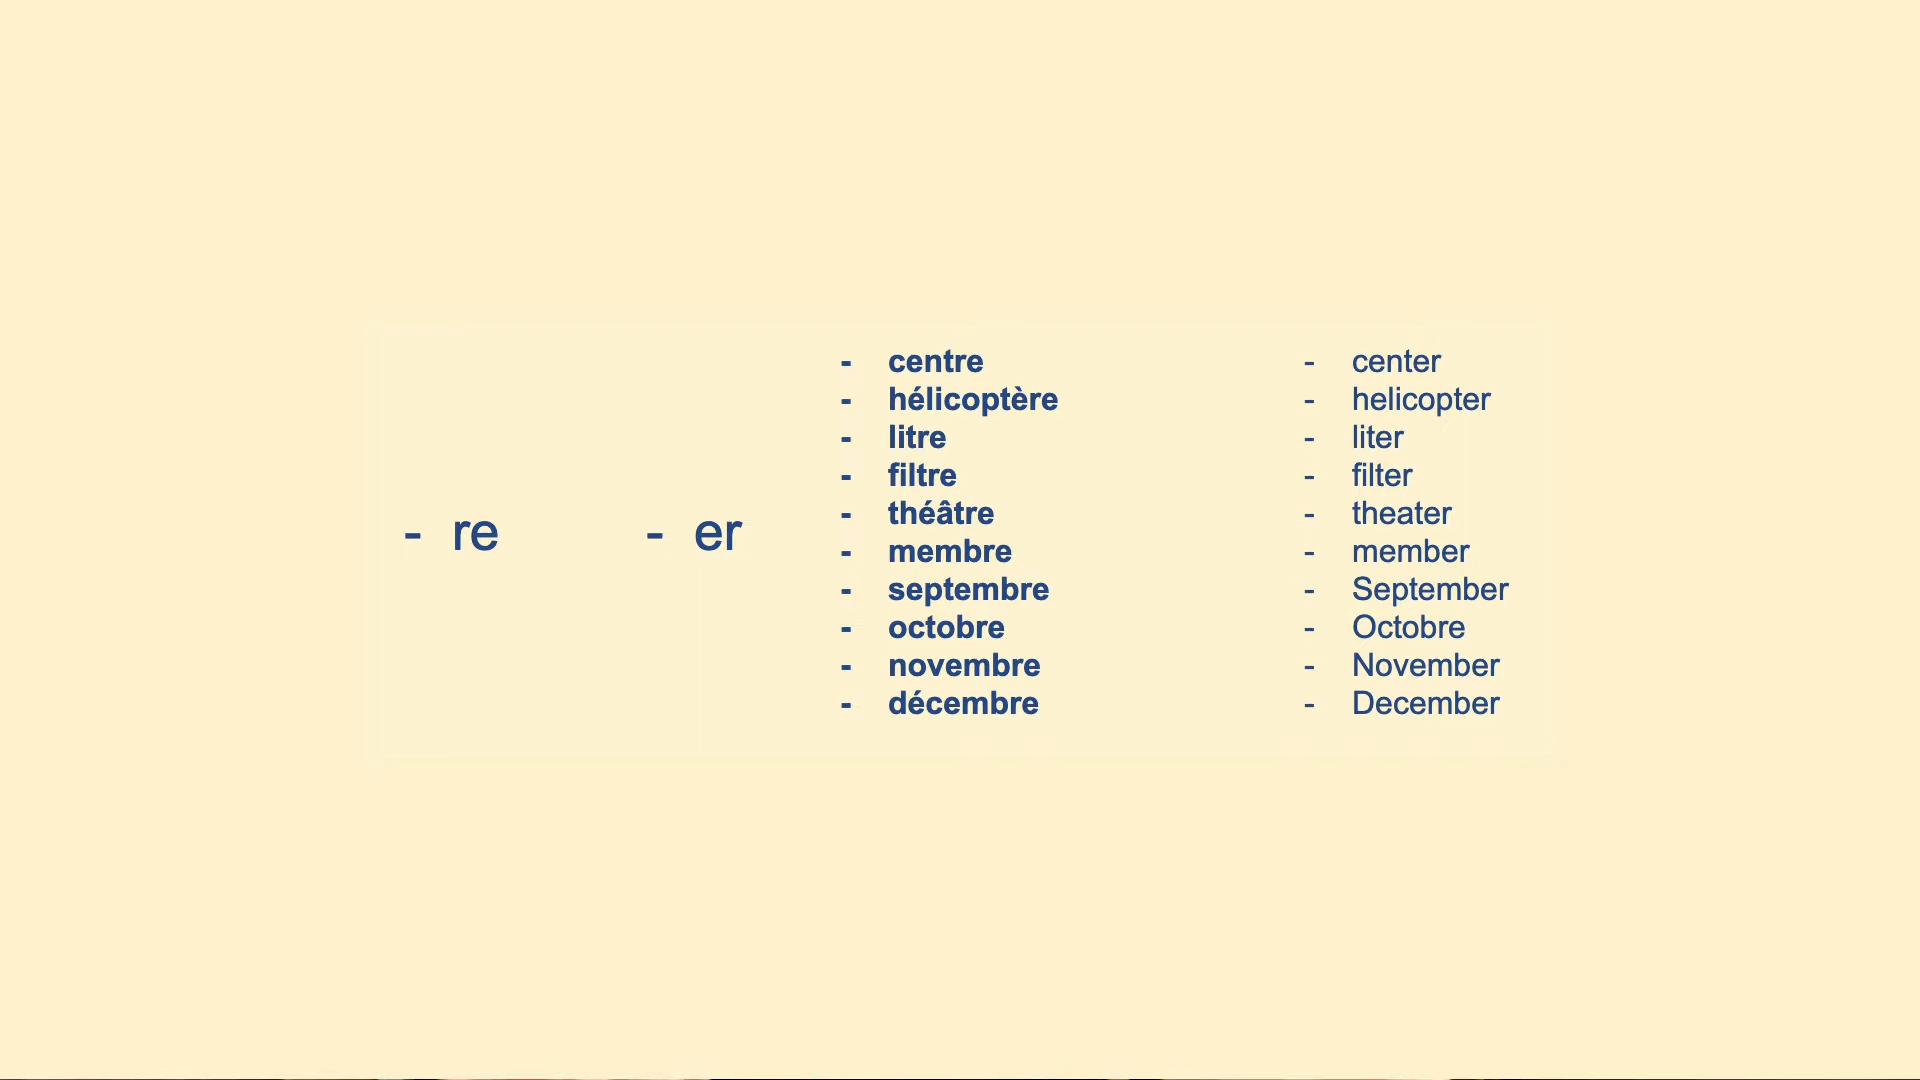 - re - er
- centre - center
- hélicoptère - helicopter
- litre - liter
- filtre - filter
- théâtre - theater
- membre - member
- septembre - September
- octobre - Octobre
- novembre - November
- décembre - December